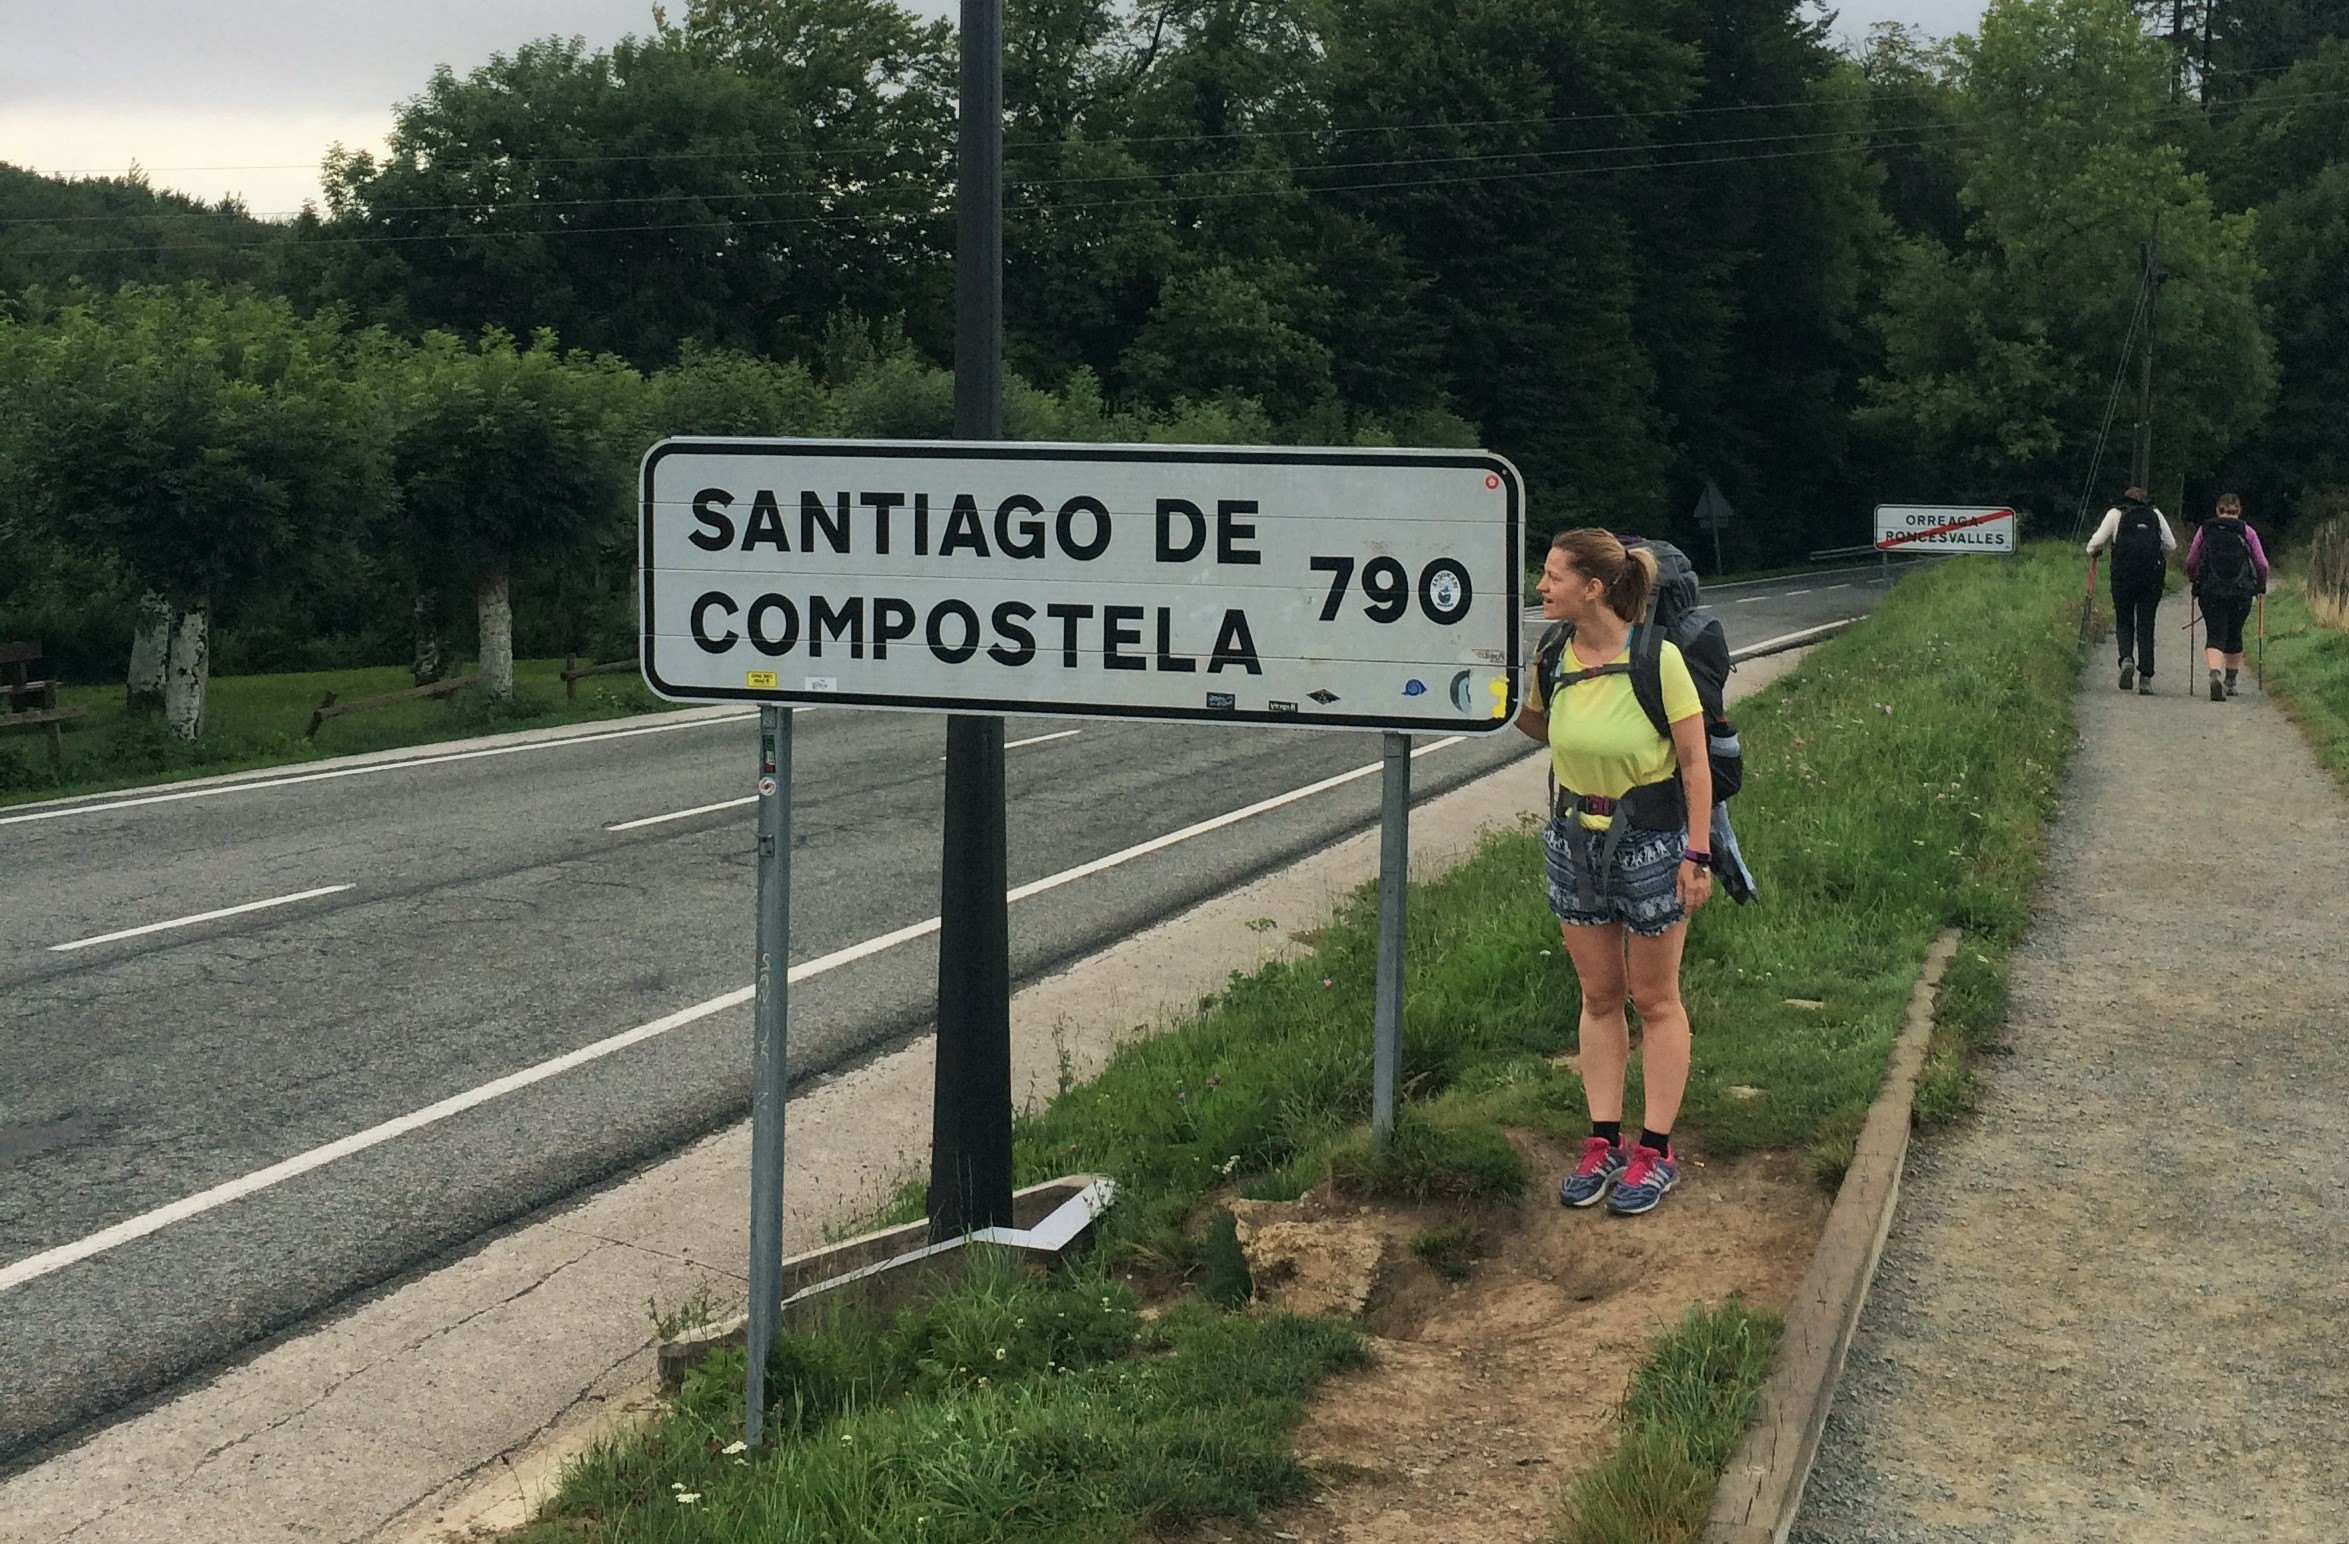 SANTIAGO DE
COMPOSTELA
790
ORREAGA-
RONCESVALLES